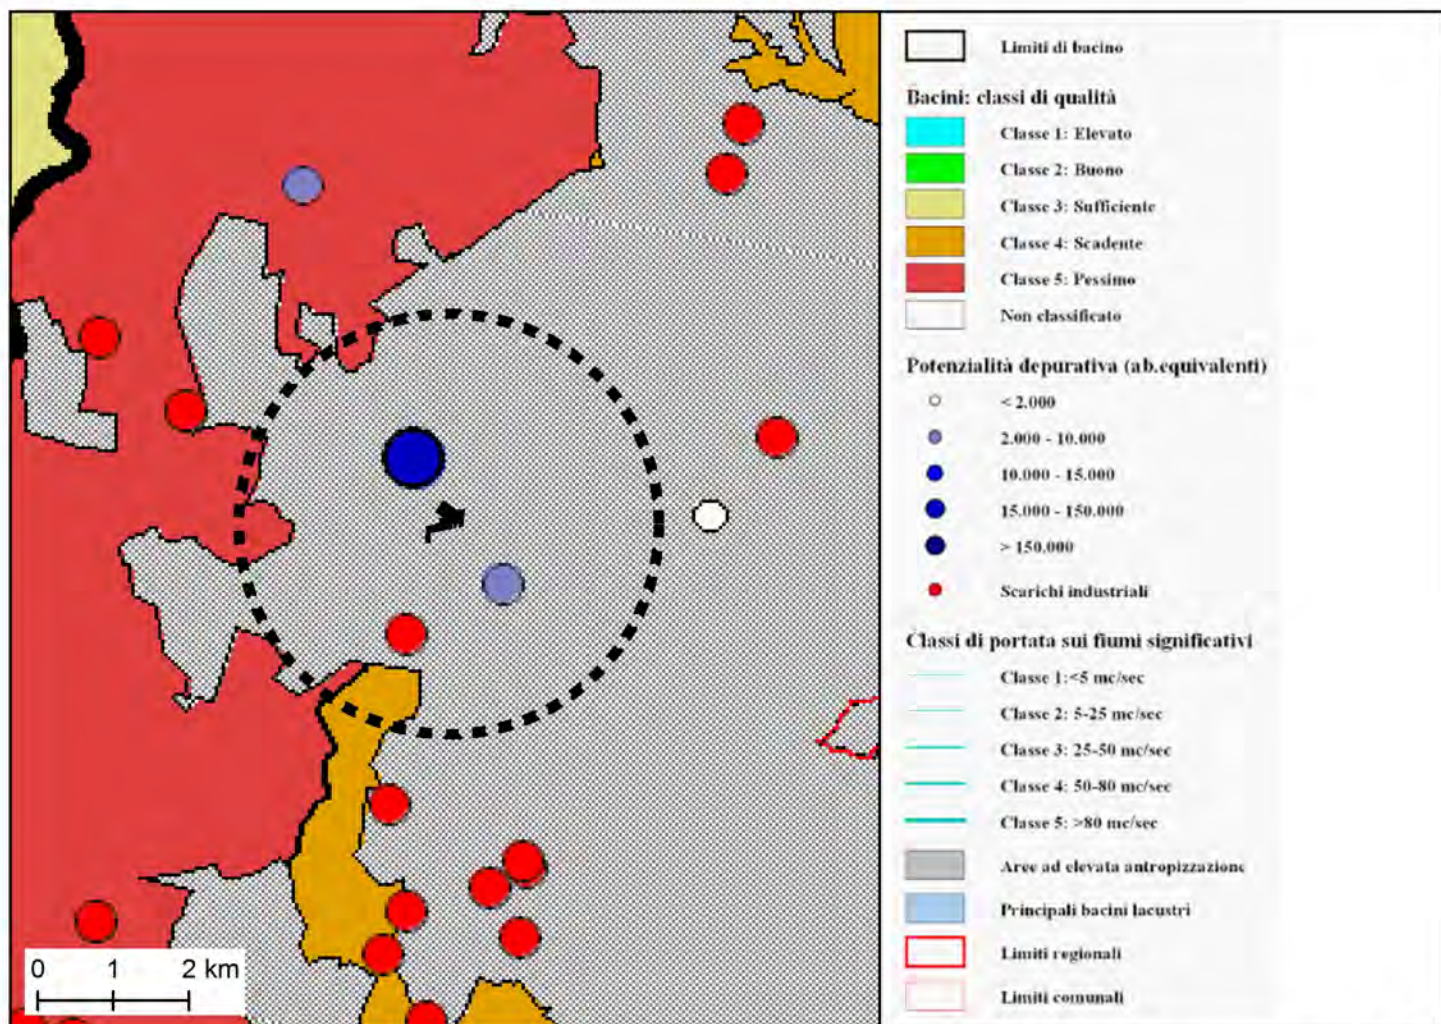 Limiti di bacino
Bacini: classi di qualità
Classe 1: Elevato
Classe 2: Buono
Classe 3: Sufficiente
Classe 4: Scadente
Classe 5: Pessimo
Non classificato
Potenzialità depurativa (ab.equivalenti)
< 2.000
2.000 - 10.000
10.000 - 15.000
15.000 - 150.000
> 150.000
Scarichi industriali
Classi di portata sui fiumi significativi
Classe 1:<5 mc/sec
Classe 2: 5-25 mc/sec
Classe 3: 25-50 mc/sec
Classe 4: 50-80 mc/sec
Classe 5: >80 mc/sec
Aree ad elevata antropizzazione
Principali bacini lacustri
Limiti regionali
Limiti comunali
0 1 2 km